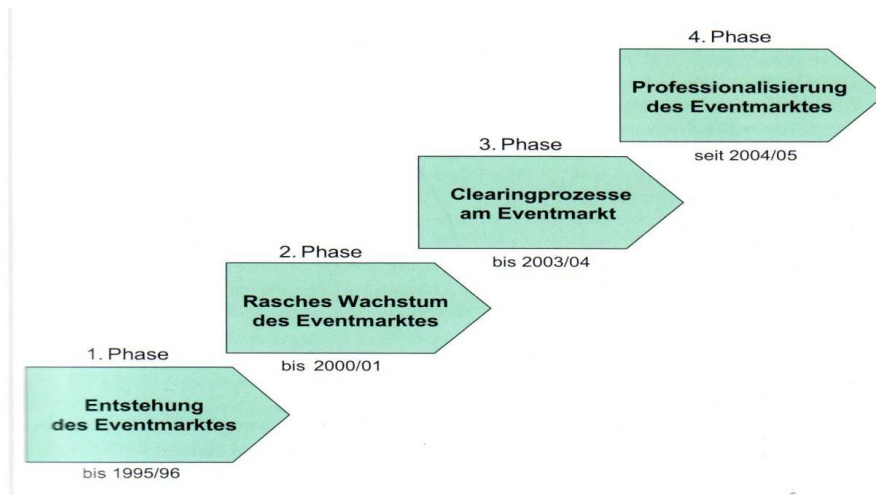 4. Phase
Professionalisierung
des Eventmarktes
seit 2004/05
3. Phase
Clearingprozesse
am Eventmarkt
bis 2003/04
2. Phase
Rasches Wachstum
des Eventmarktes
bis 2000/01
1. Phase
Entstehung
des Eventmarktes
bis 1995/96